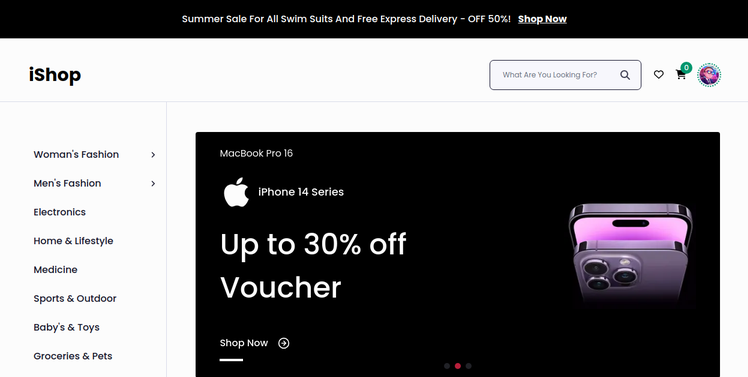 Summer Sale For All Swim Suits And Free Express Delivery - OFF 50%! Shop Now
iShop
What Are You Looking For?
0
Woman's Fashion
Men's Fashion
Electronics
Home & Lifestyle
Medicine
Sports & Outdoor
Baby's & Toys
Groceries & Pets
MacBook Pro 16
iPhone 14 Series
Up to 30% off
Voucher
Shop Now